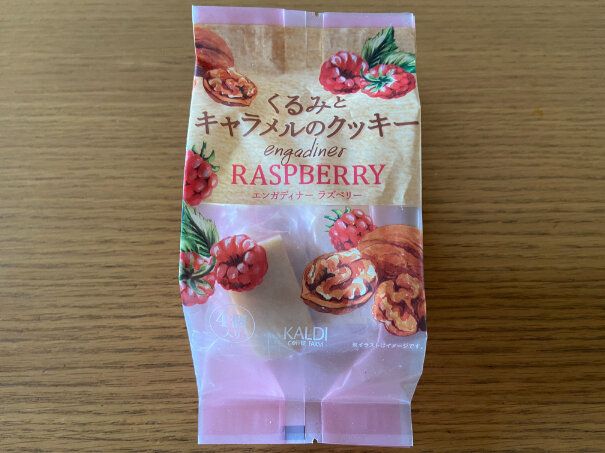 くるみと
キャラメルのクッキー
engadiner
RASPBERRY
エンガディナー ラズベリー
KALDI
COFFEE FARM
※イラストはイメージです。